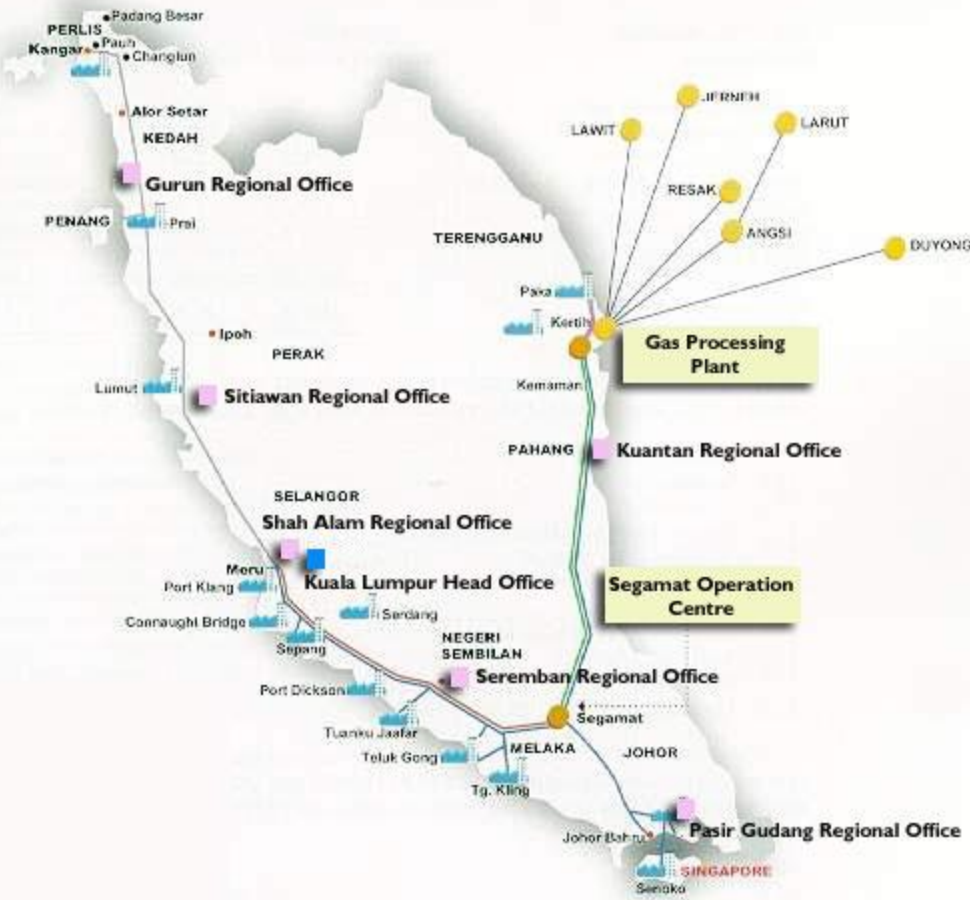 Padang Besar
PERLIS
Pauh
Kangar
Changlun
Alor Setar
KEDAH
Gurun Regional Office
PENANG
Prai
Ipoh
PERAK
Lumut
Sitiawan Regional Office
LAWIT
JERNEH
LARUT
RESAK
ANGSI
DUYONG
TERENGGANU
Paka
Kertih
Gas Processing
Plant
Kemaman
PAHANG
Kuantan Regional Office
SELANGOR
Shah Alam Regional Office
Meru
Kuala Lumpur Head Office
Port Klang
Serdang
Connaught Bridge
Sepang
Segamat Operation
Centre
NEGERI
SEMBILAN
Seremban Regional Office
Port Dickson
Segamat
Tuanku Jaafar
MELAKA
JOHOR
Teluk Gong
Tg. Kling
Johor Bahru
Pasir Gudang Regional Office
SINGAPORE
Senoko